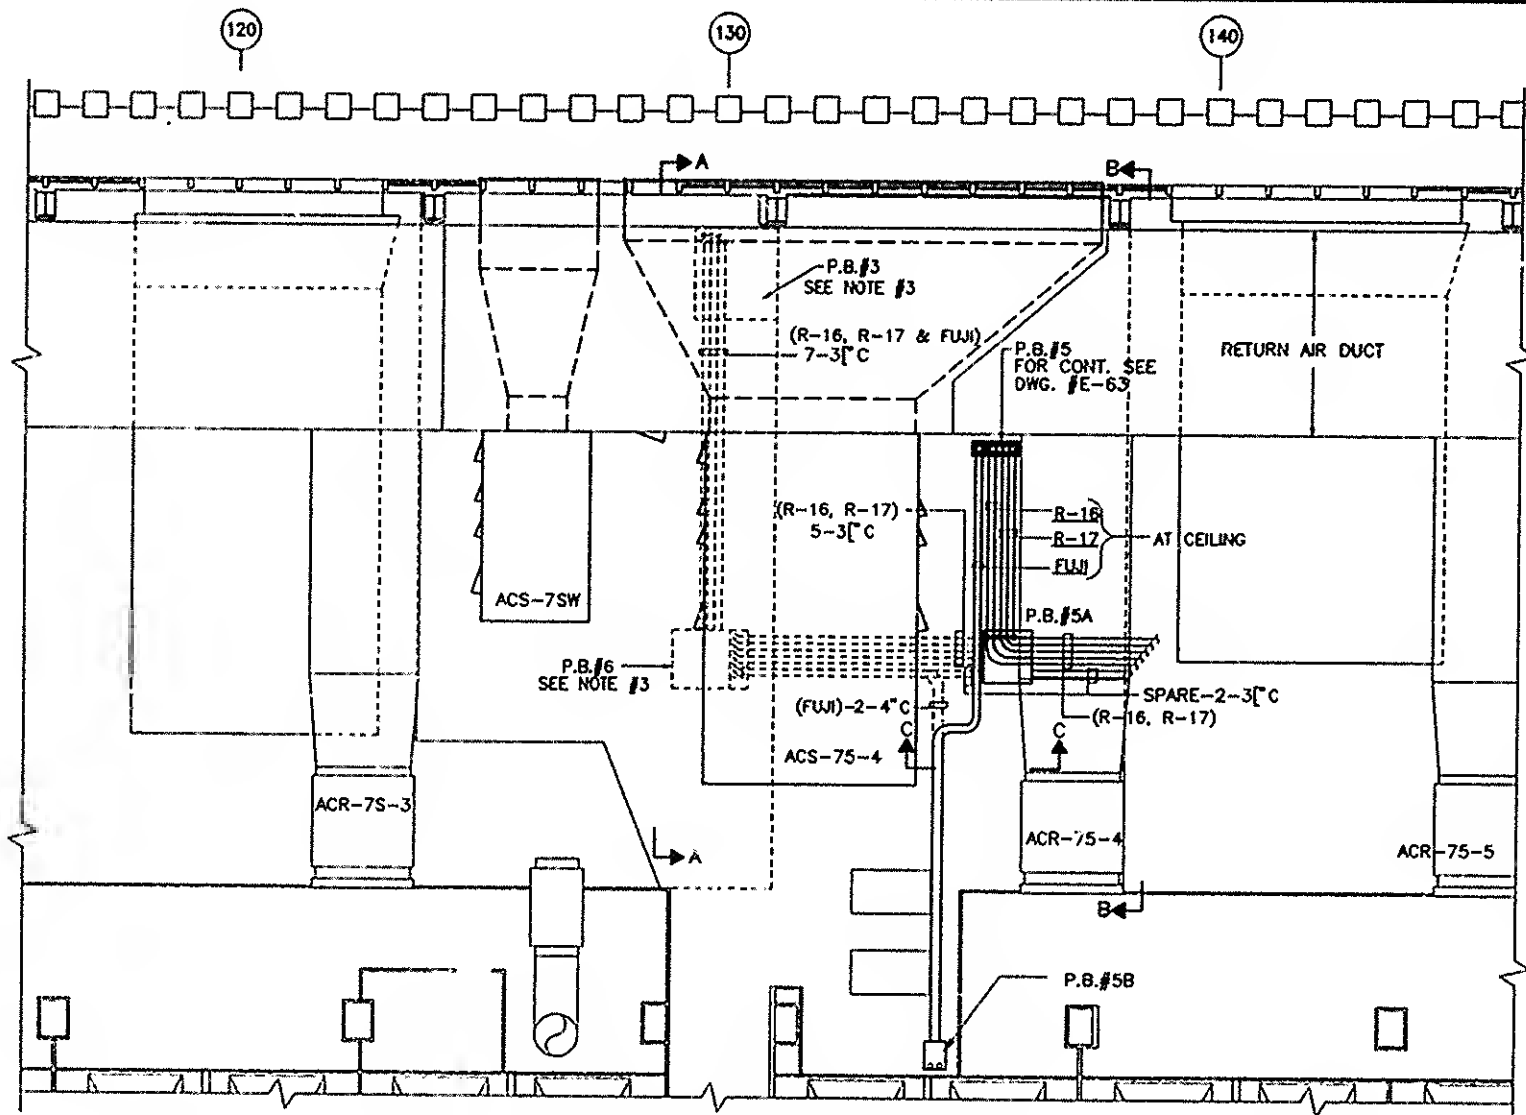 120
130
140
A
B
P.B.#3
SEE NOTE #3
(R-16, R-17 & FUJI)
7-3["C
P.B.#5
FOR CONT. SEE
DWG. #E-63
RETURN AIR DUCT
(R-16, R-17)
5-3["C
R-16
R-17
FUJI
AT CEILING
ACS-7SW
P.B.#5A
P.B.#6
SEE NOTE #3
SPARE-2-3["C
(FUJI)-2-4"C
(R-16, R-17)
C
C
ACS-75-4
ACR-7S-3
ACR-75-4
ACR-75-5
A
B
P.B.#5B